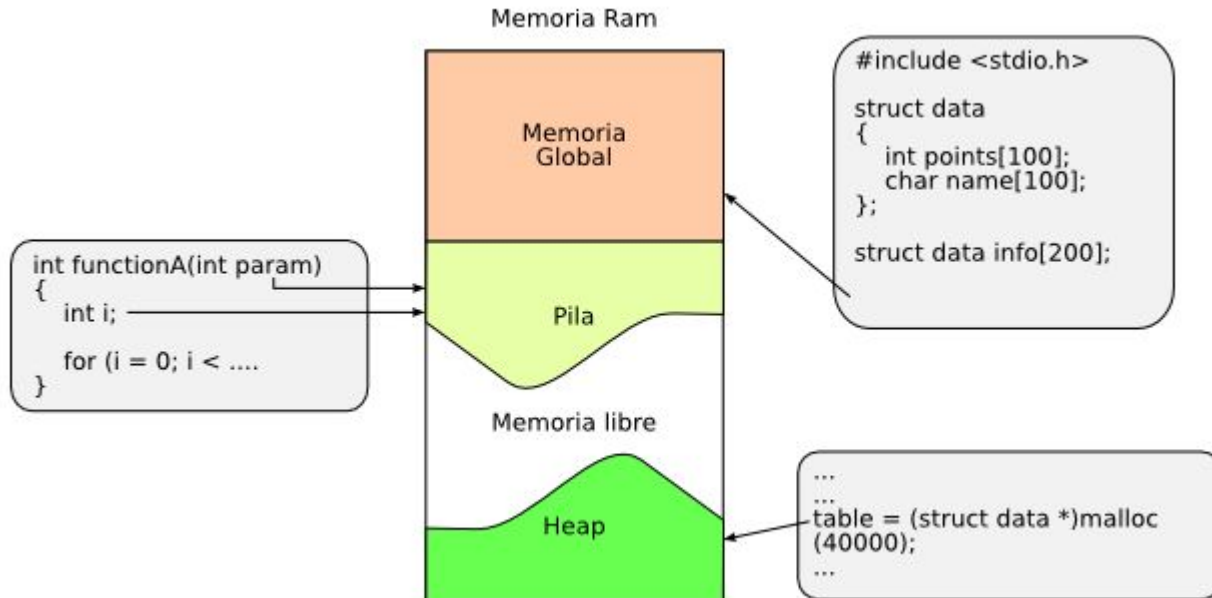 Memoria Ram
Memoria
Global
Pila
Memoria libre
Heap
int functionA(int param)
{
int i;
for (i = 0; i < ....
}
#include <stdio.h>
struct data
{
int points[100];
char name[100];
};
struct data info[200];
...
...
table = (struct data *)malloc
(40000);
...